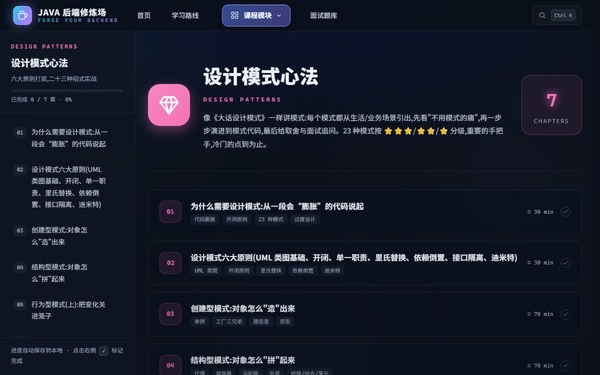 JAVA 后端修炼场
FORGE YOUR BACKEND
首页
学习路线
课程模块
面试题库
Ctrl K
DESIGN PATTERNS
设计模式心法
六大原则打底,二十三种招式实战
已完成 0 / 7 章 · 0%
01 为什么需要设计模式:从一段会"膨胀"的代码说起
02 设计模式六大原则(UML 类图基础、开闭、单一职责、里氏替换、依赖倒置、接口隔离、迪米特)
03 创建型模式:对象怎么"造"出来
04 结构型模式:对象怎么"拼"起来
05 行为型模式(上):把变化关进笼子
进度自动保存到本地 · 点击右侧 ✓ 标记完成
设计模式心法
DESIGN PATTERNS
像《大话设计模式》一样讲模式:每个模式都从生活/业务场景引出,先看"不用模式的痛",再一步
步演进到模式代码,最后给取舍与面试追问。23 种模式按 ⭐⭐⭐/⭐⭐/⭐ 分级,重要的手把
手,冷门的点到为止。
7
CHAPTERS
01
为什么需要设计模式:从一段会"膨胀"的代码说起
代码膨胀 开闭原则 23 种模式 过度设计
≈ 30 min
02
设计模式六大原则(UML 类图基础、开闭、单一职责、里氏替换、依赖倒置、接口隔离、迪米特)
UML 类图 开闭原则 里氏替换 依赖倒置 迪米特
≈ 30 min
03
创建型模式:对象怎么"造"出来
单例 工厂三兄弟 建造者 原型
≈ 70 min
04
结构型模式:对象怎么"拼"起来
代理 装饰器 适配器 外观
≈ 70 min